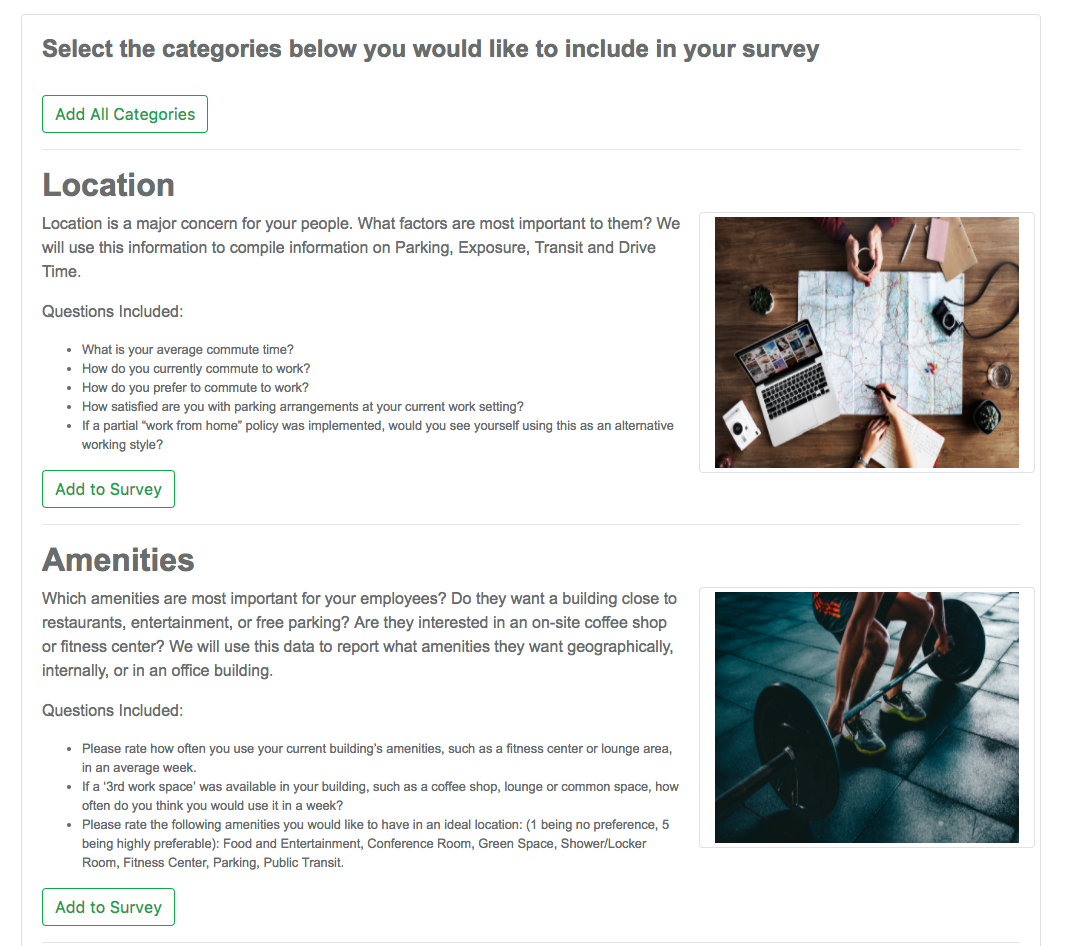 Select the categories below you would like to include in your survey
Add All Categories
Location
Location is a major concern for your people. What factors are most important to them? We
will use this information to compile information on Parking, Exposure, Transit and Drive
Time.
Questions Included:
• What is your average commute time?
• How do you currently commute to work?
• How do you prefer to commute to work?
• How satisfied are you with parking arrangements at your current work setting?
• If a partial “work from home” policy was implemented, would you see yourself using this as an alternative
working style?
Add to Survey
Amenities
Which amenities are most important for your employees? Do they want a building close to
restaurants, entertainment, or free parking? Are they interested in an on-site coffee shop
or fitness center? We will use this data to report what amenities they want geographically,
internally, or in an office building.
Questions Included:
• Please rate how often you use your current building’s amenities, such as a fitness center or lounge area,
in an average week.
• If a ‘3rd work space’ was available in your building, such as a coffee shop, lounge or common space, how
often do you think you would use it in a week?
• Please rate the following amenities you would like to have in an ideal location: (1 being no preference, 5
being highly preferable): Food and Entertainment, Conference Room, Green Space, Shower/Locker
Room, Fitness Center, Parking, Public Transit.
Add to Survey